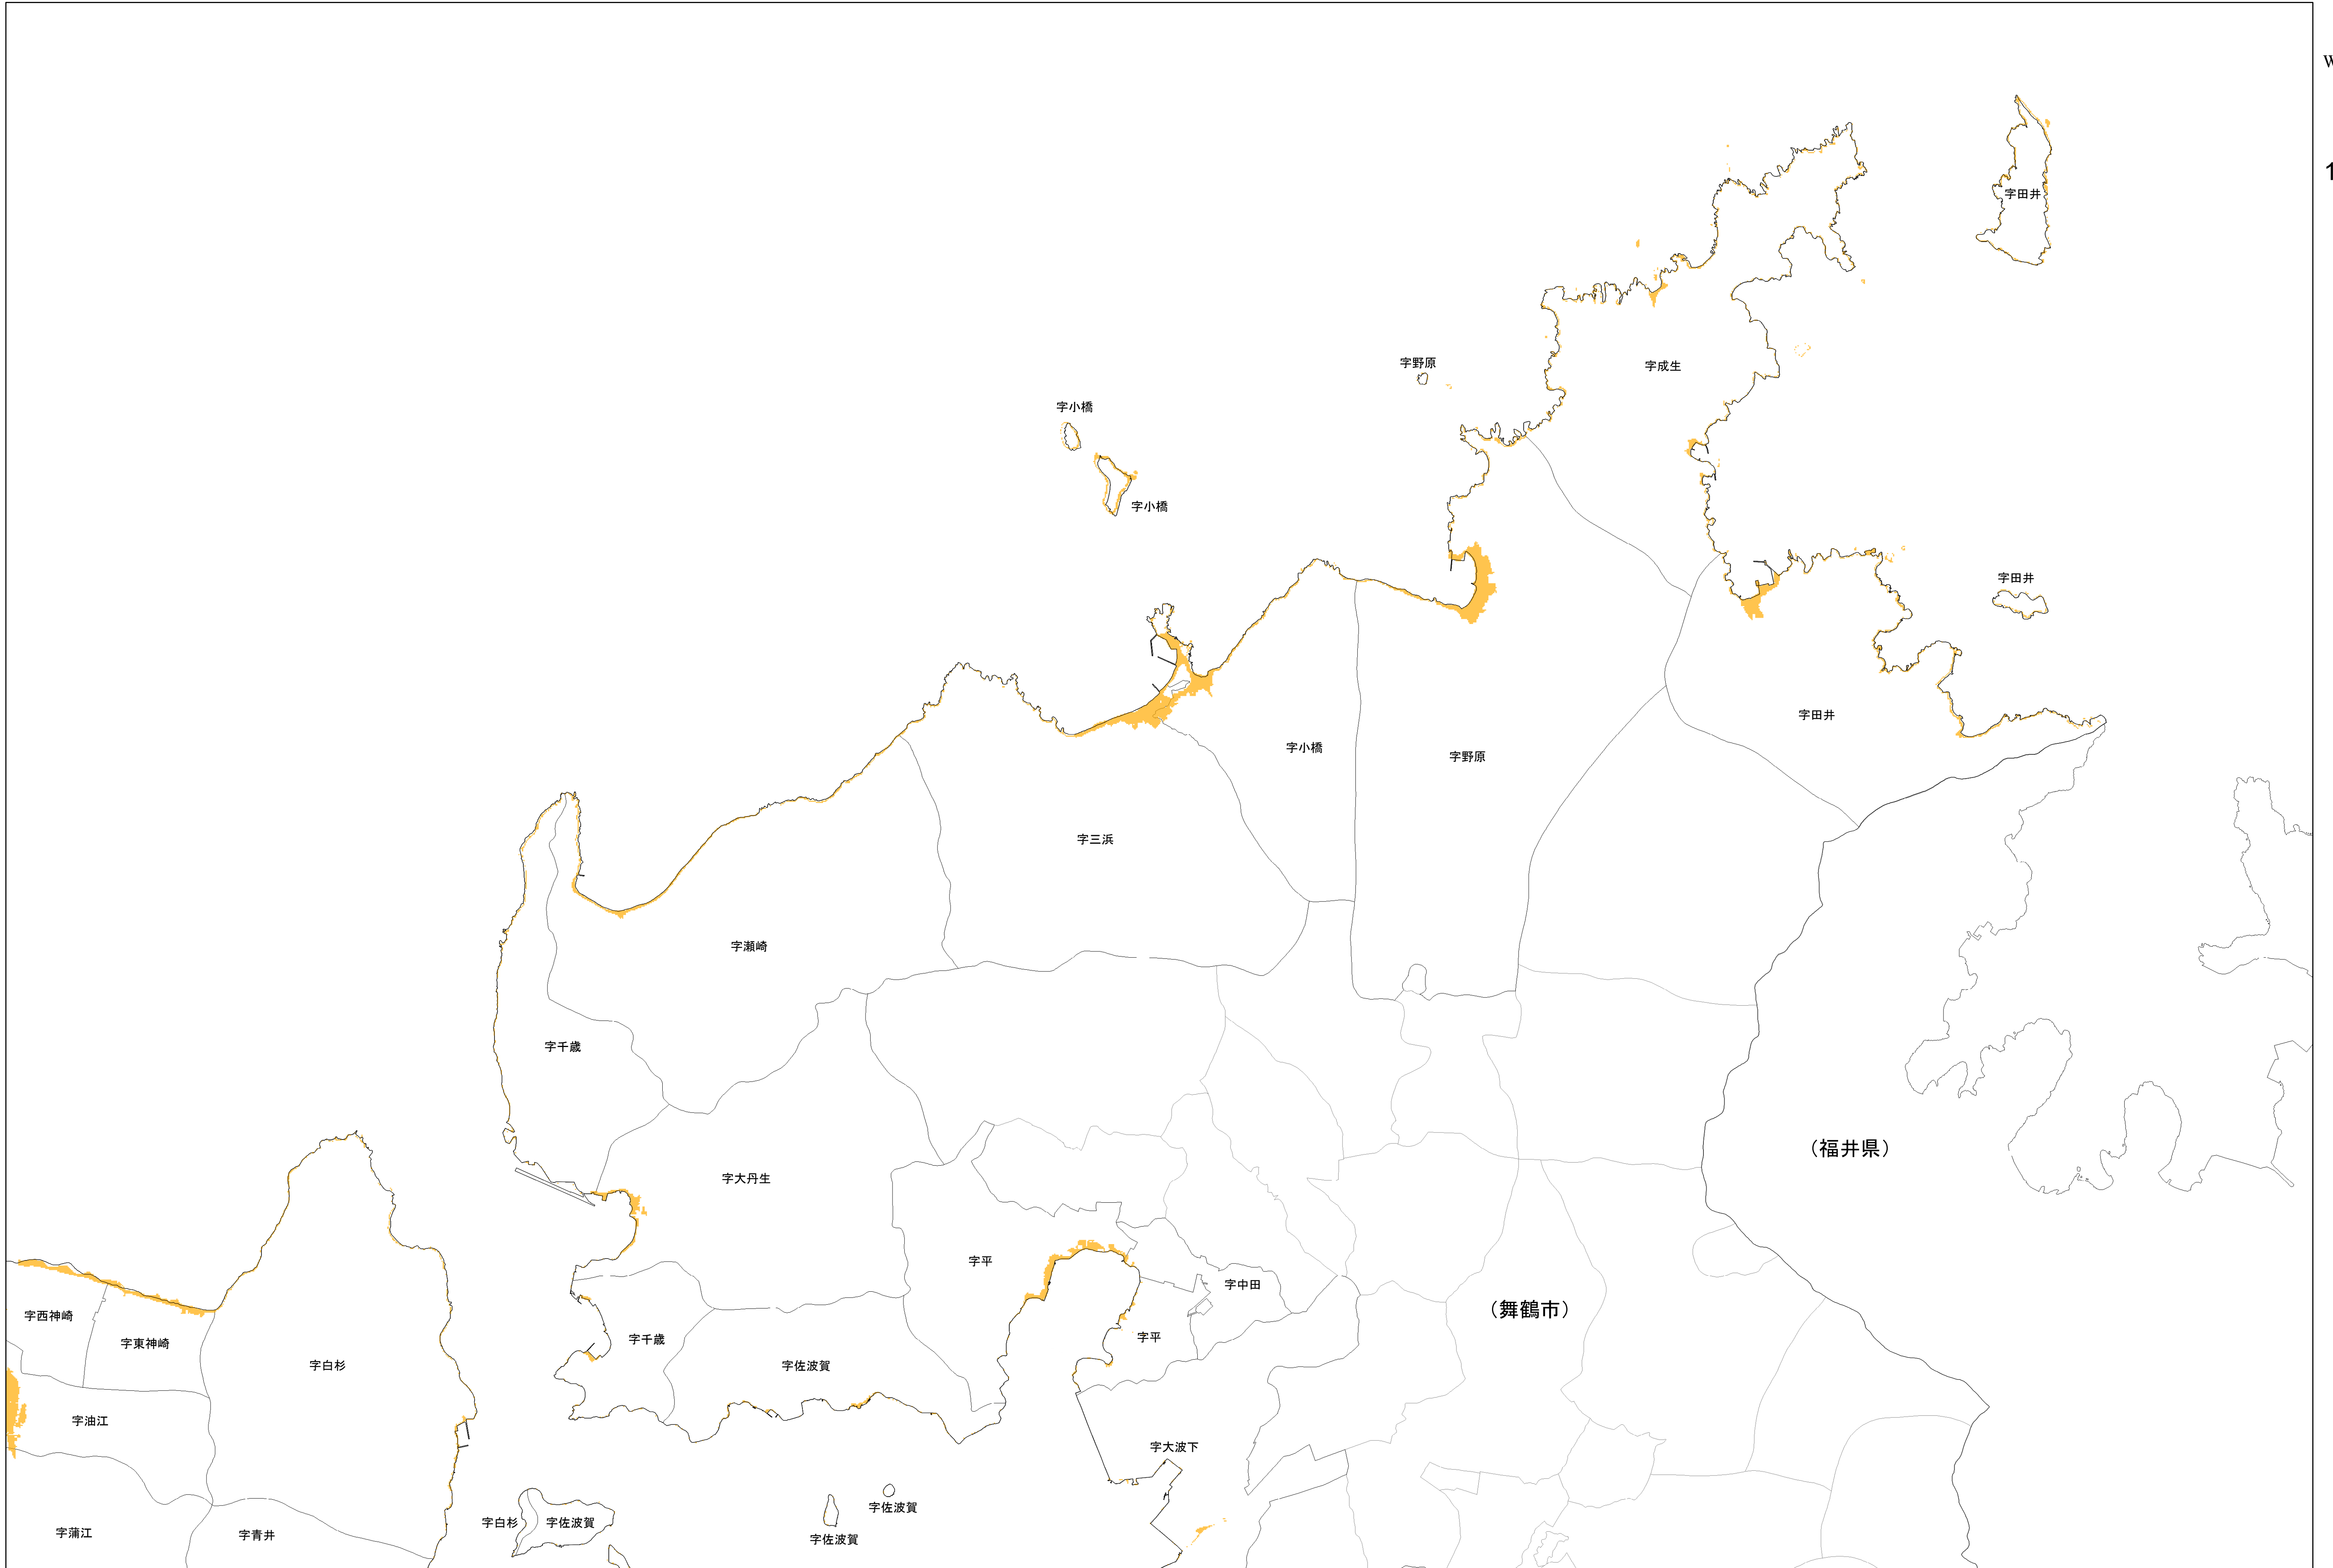 W
1
字田井
字野原
字成生
字小橋
字小橋
字田井
字田井
字小橋
字野原
字三浜
字瀬崎
字千歳
（福井県）
字大丹生
字平
字中田
（舞鶴市）
字西神崎
字東神崎
字千歳
字平
字白杉
字佐波賀
字油江
字大波下
字佐波賀
字白杉
字佐波賀
字蒲江
字青井
字佐波賀